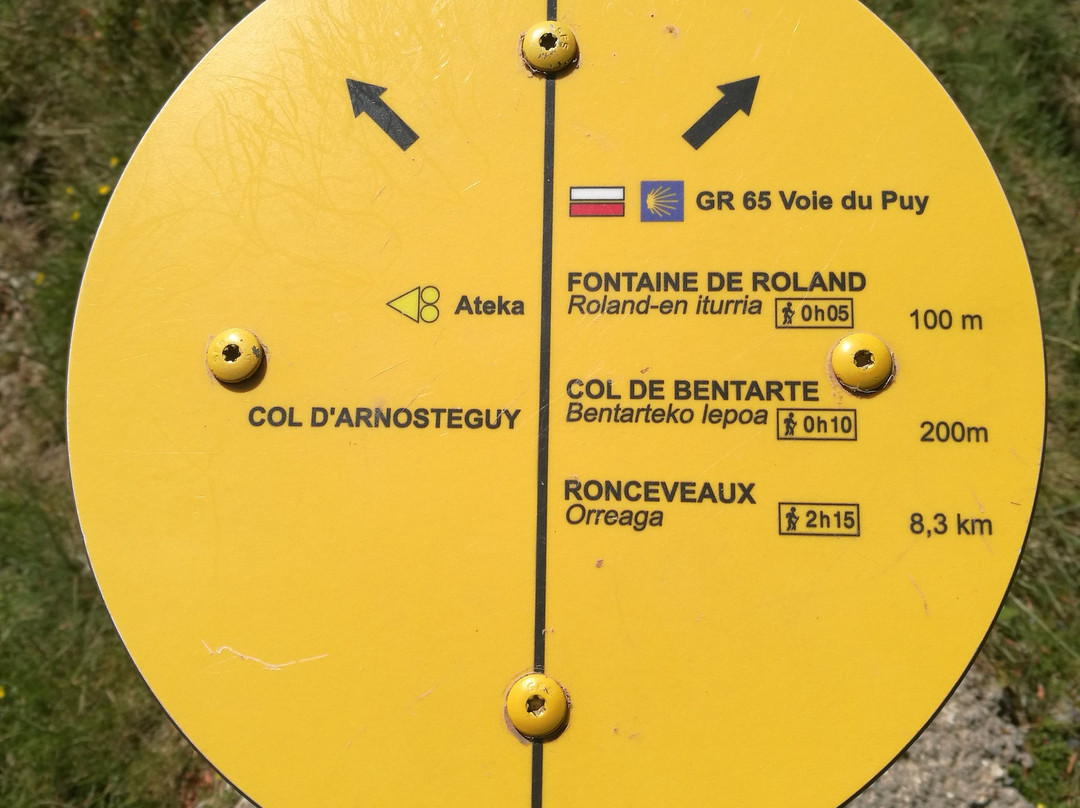 GR 65 Voie du Puy
Ateka
COL D'ARNOSTEGUY
FONTAINE DE ROLAND
Roland-en iturria 0h05 100 m
COL DE BENTARTE
Bentarteko lepoa 0h10 200m
RONCEVEAUX
Orreaga 2h15 8,3 km